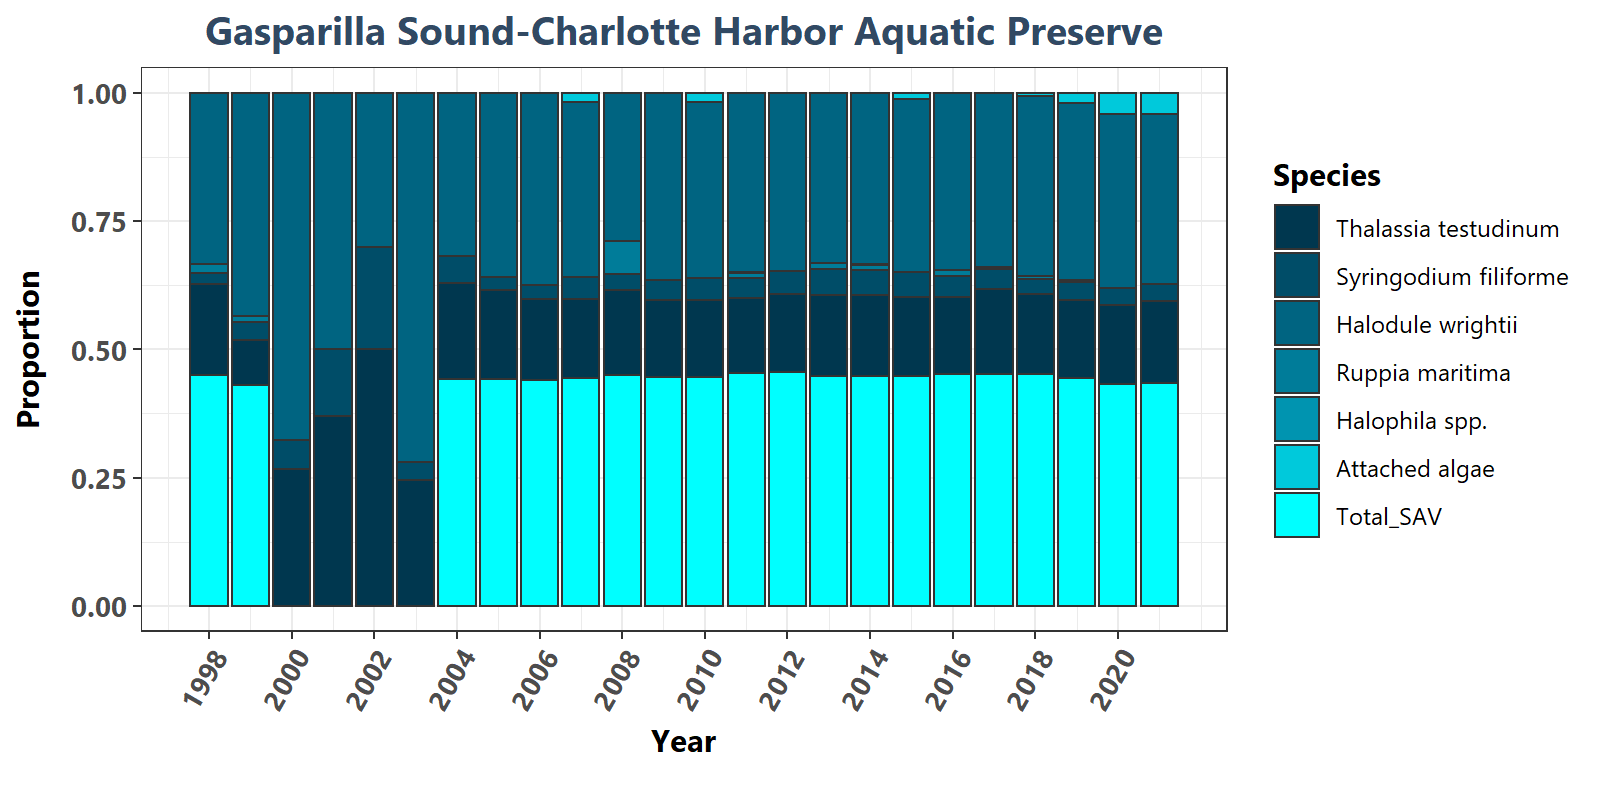 Gasparilla Sound-Charlotte Harbor Aquatic Preserve
Proportion
1.00
0.75
0.50
0.25
0.00
1998
2000
2002
2004
2006
2008
2010
2012
2014
2016
2018
2020
Year
Species
Thalassia testudinum
Syringodium filiforme
Halodule wrightii
Ruppia maritima
Halophila spp.
Attached algae
Total_SAV